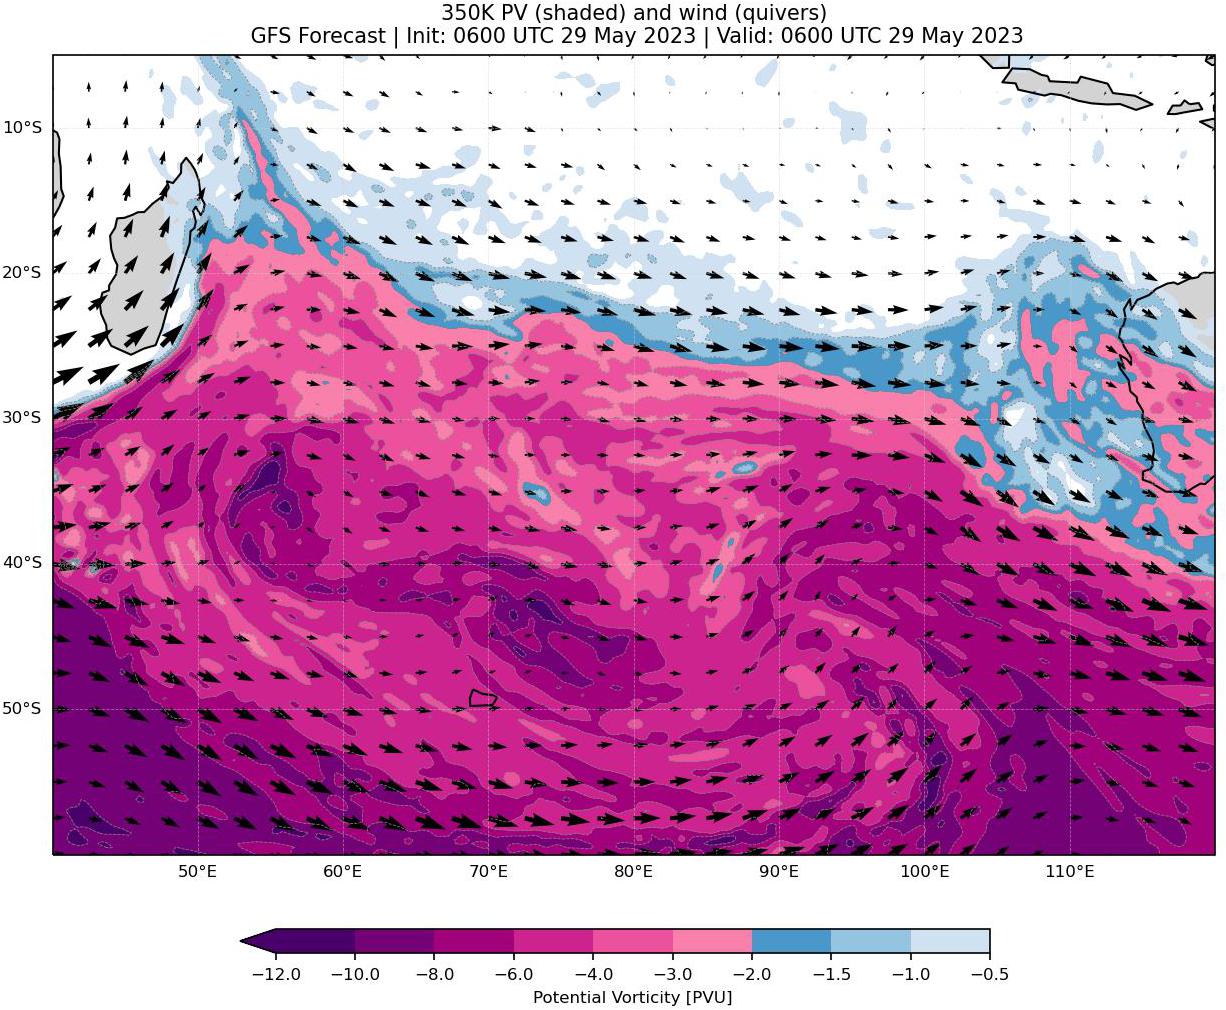 350K PV (shaded) and wind (quivers)
GFS Forecast | Init: 0600 UTC 29 May 2023 | Valid: 0600 UTC 29 May 2023
10°S
20°S
30°S
40°S
50°S
50°E 60°E 70°E 80°E 90°E 100°E 110°E
−12.0 −10.0 −8.0 −6.0 −4.0 −3.0 −2.0 −1.5 −1.0 −0.5
Potential Vorticity [PVU]